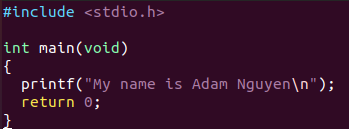 #include <stdio.h>
int main(void)
{
  printf("My name is Adam Nguyen\n");
  return 0;
}